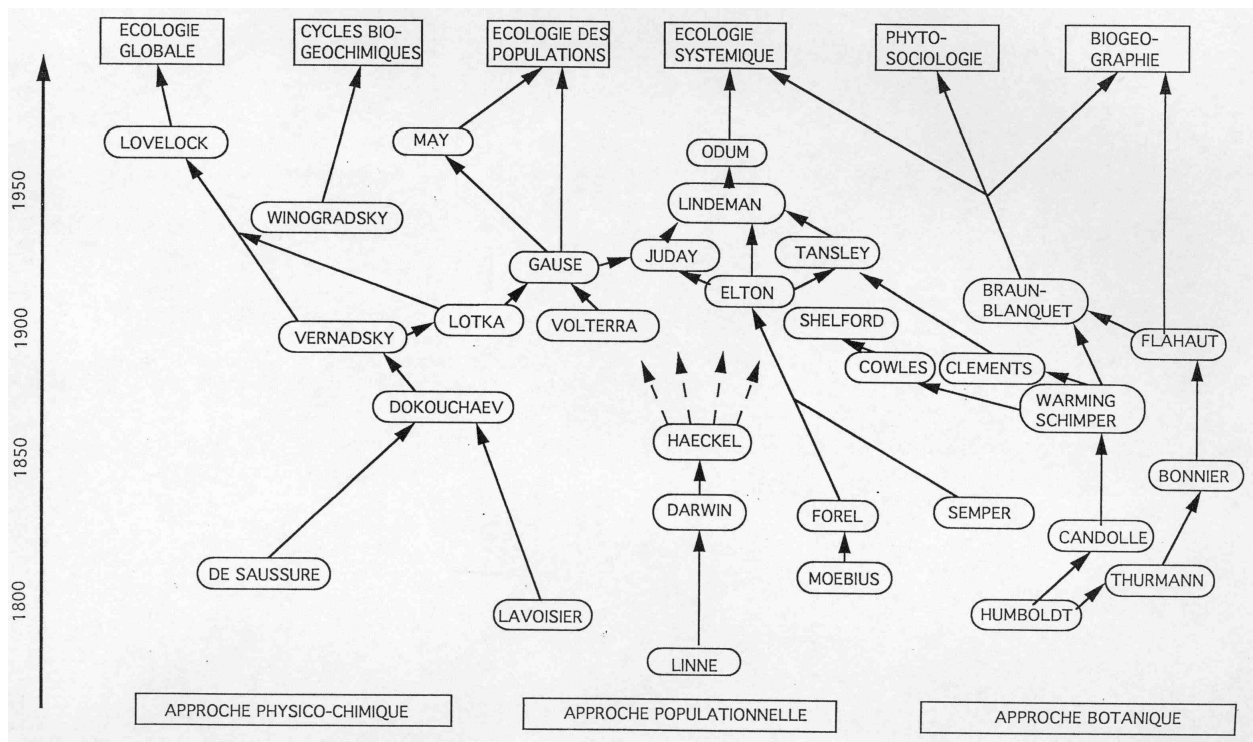 ECOLOGIE
GLOBALE
CYCLES BIO-
GEOCHIMIQUES
ECOLOGIE DES
POPULATIONS
ECOLOGIE
SYSTEMIQUE
PHYTO-
SOCIOLOGIE
BIOGEO-
GRAPHIE
LOVELOCK
MAY
ODUM
1950
WINOGRADSKY
LINDEMAN
GAUSE
JUDAY
TANSLEY
ELTON
BRAUN-
BLANQUET
1900
VERNADSKY
LOTKA
VOLTERRA
SHELFORD
FLAHAUT
COWLES
CLEMENTS
DOKOUCHAEV
WARMING
SCHIMPER
1850
HAECKEL
BONNIER
DARWIN
FOREL
SEMPER
CANDOLLE
DE SAUSSURE
MOEBIUS
THURMANN
1800
LAVOISIER
HUMBOLDT
LINNE
APPROCHE PHYSICO-CHIMIQUE
APPROCHE POPULATIONNELLE
APPROCHE BOTANIQUE